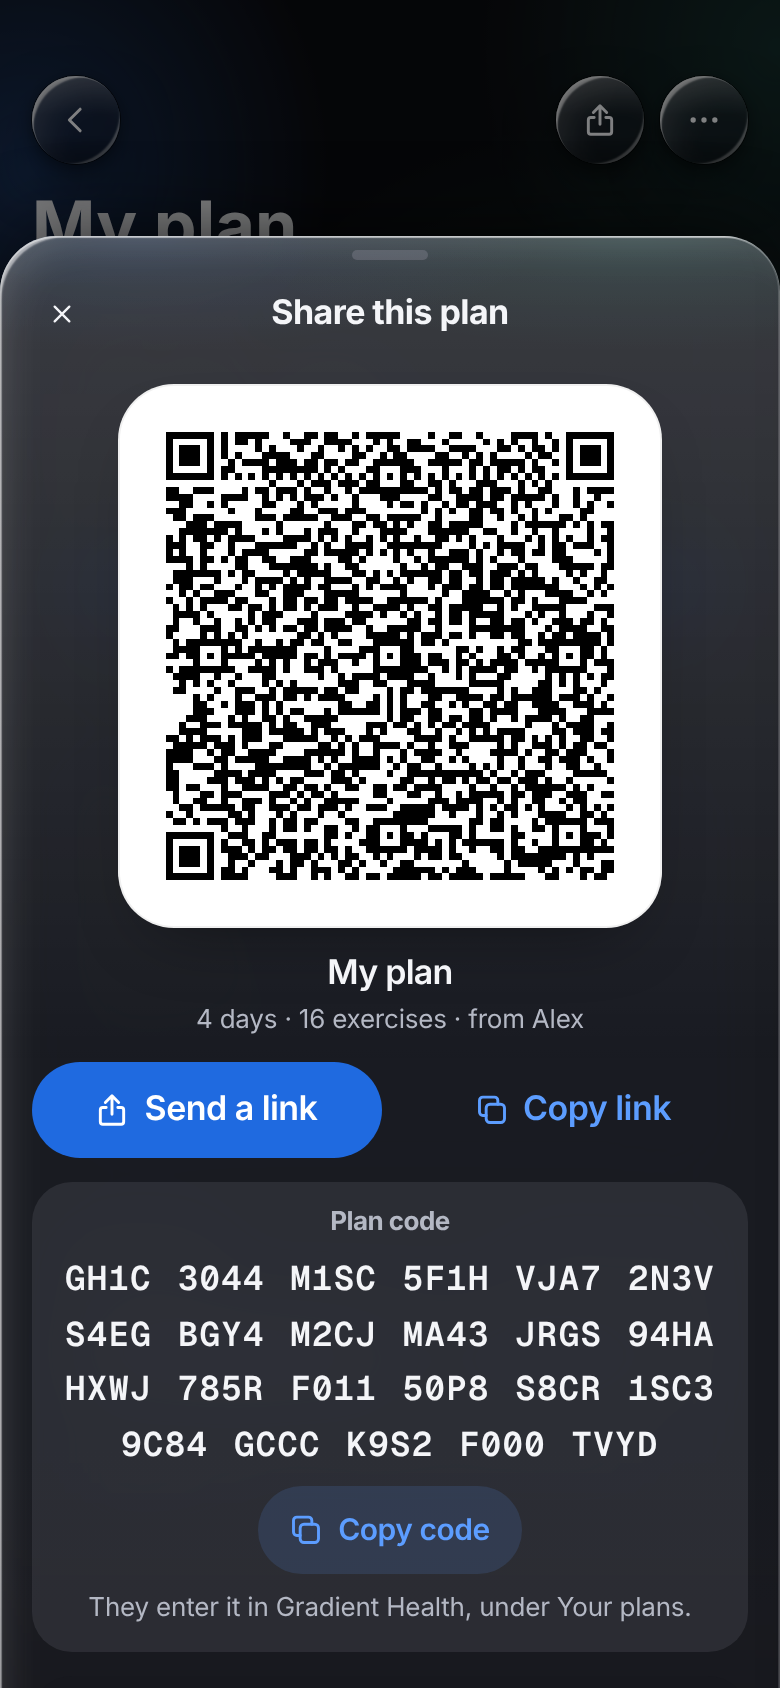 My plan
Share this plan
My plan
4 days · 16 exercises · from Alex
Send a link
Copy link
Plan code
GH1C 3044 M1SC 5F1H VJA7 2N3V
S4EG BGY4 M2CJ MA43 JRGS 94HA
HXWJ 785R F011 50P8 S8CR 1SC3
9C84 GCCC K9S2 F000 TVYD
Copy code
They enter it in Gradient Health, under Your plans.